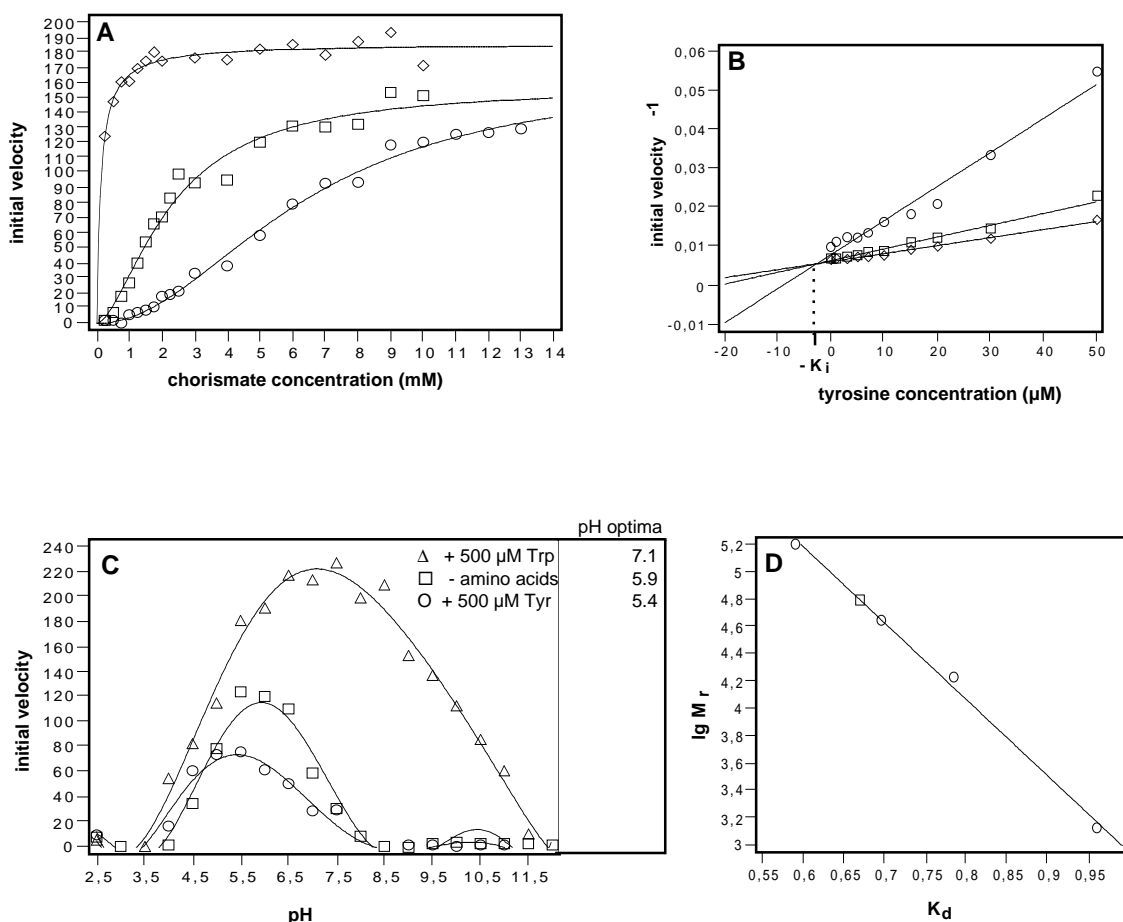 A
200
190
180
170
160
150
140
130
120
110
100
90
80
70
60
50
40
30
20
10
0
initial velocity
0 1 2 3 4 5 6 7 8 9 10 11 12 13 14
chorismate concentration (mM)
B
0,06
0,05
0,04
0,03
0,02
0,01
0
-0,01
initial velocity -1
-20 -10 0 10 20 30 40 50
- K i
tyrosine concentration (µM)
C
240
220
200
180
160
140
120
100
80
60
40
20
0
initial velocity
pH optima
+ 500 µM Trp 7.1
- amino acids 5.9
+ 500 µM Tyr 5.4
2,5 3,5 4,5 5,5 6,5 7,5 8,5 9,5 10,5 11,5
pH
D
5,2
5
4,8
4,6
4,4
4,2
4
3,8
3,6
3,4
3,2
3
lg M r
0,55 0,6 0,65 0,7 0,75 0,8 0,85 0,9 0,95
K d